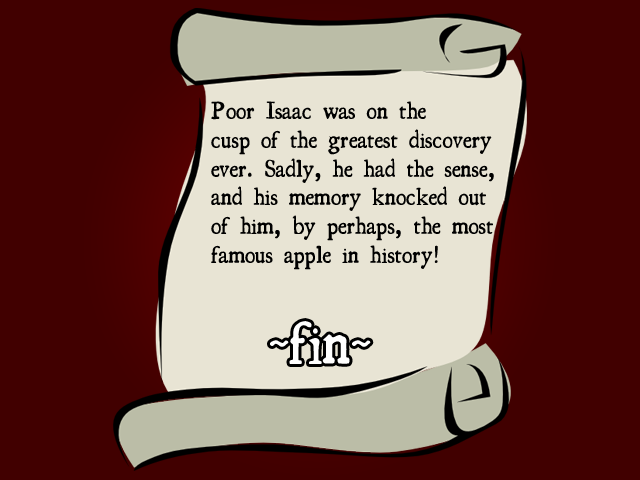 Poor Isaac was on the
cusp of the greatest discovery
ever. Sadly, he had the sense,
and his memory knocked out
of him, by perhaps, the most
famous apple in history!
~fin~